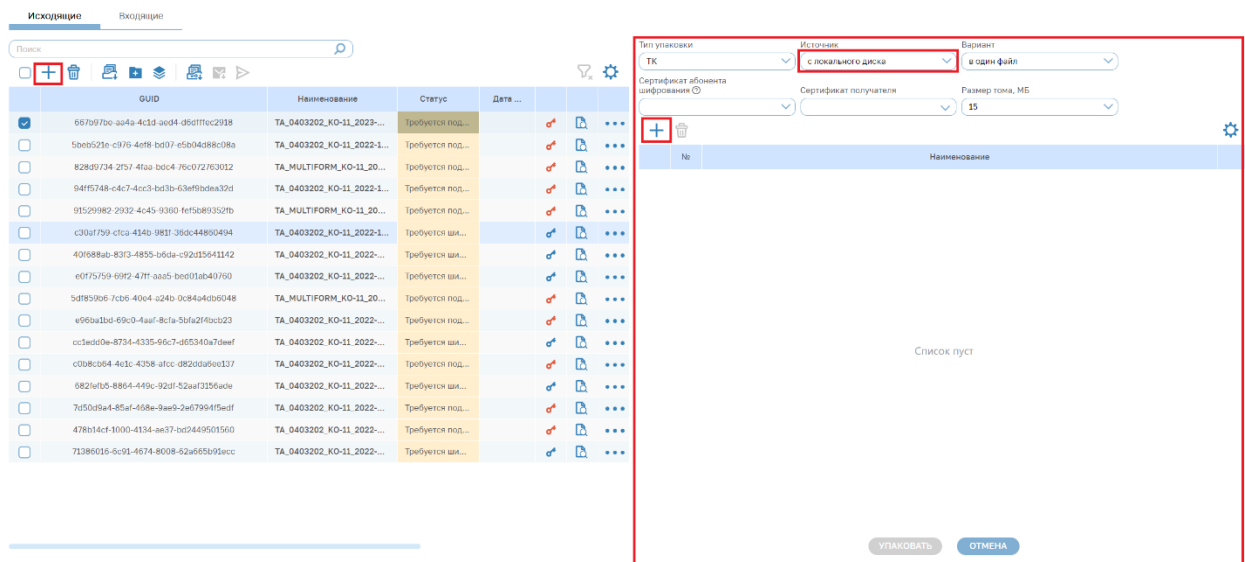 Исходящие Входящие
Поиск
GUID Наименование Статус Дата ...
667b97be-aa4a-4c1d-aed4-d6dfffec2918 TA_0403202_KO-11_2023-... Требуется под...
5beb521e-c976-4ef8-bd07-e5b04d88c08a TA_0403202_KO-11_2022-1... Требуется под...
828d9734-2f57-4faa-bdc4-76c072763012 TA_MULTIFORM_KO-11_20... Требуется под...
94ff5748-c4c7-4cc3-bd3b-63ef9bdea32d TA_0403202_KO-11_2022-1... Требуется под...
91529982-2932-4c45-9360-fef5b89352fb TA_MULTIFORM_KO-11_20... Требуется под...
c30af759-cfca-414b-981f-36dc44860494 TA_0403202_KO-11_2022-1... Требуется ши...
40f688ab-83f3-4855-b6da-c92d15641142 TA_0403202_KO-11_2022-... Требуется ши...
e0f75759-69f2-47ff-aaa5-bed01ab40760 TA_0403202_KO-11_2022-... Требуется ши...
5df859b6-7cb6-40e4-a24b-0c84a4db6048 TA_MULTIFORM_KO-11_20... Требуется под...
e96ba1bd-69c0-4aaf-8cfa-5bfa2f4bcb23 TA_0403202_KO-11_2022-... Требуется под...
cc1edd0e-8734-4335-96c7-d65340a7deef TA_0403202_KO-11_2022-... Требуется ши...
c0b8cb64-4e1c-4358-afcc-d82dda6ee137 TA_0403202_KO-11_2022-... Требуется под...
682fefb5-8864-449c-92df-52aaf3156ade TA_0403202_KO-11_2022-... Требуется ши...
7d50d9a4-85af-468e-9ae9-2e67994f5edf TA_0403202_KO-11_2022-... Требуется под...
478b14cf-1000-4134-ae37-bd2449501560 TA_0403202_KO-11_2022-... Требуется под...
71386016-6c91-4674-8008-62a665b91ecc TA_0403202_KO-11_2022-... Требуется ши...
Тип упаковки Источник Вариант
ТК с локального диска в один файл
Сертификат абонента
шифрования Сертификат получателя Размер тома, МБ
15
№ Наименование
Список пуст
УПАКОВАТЬ ОТМЕНА